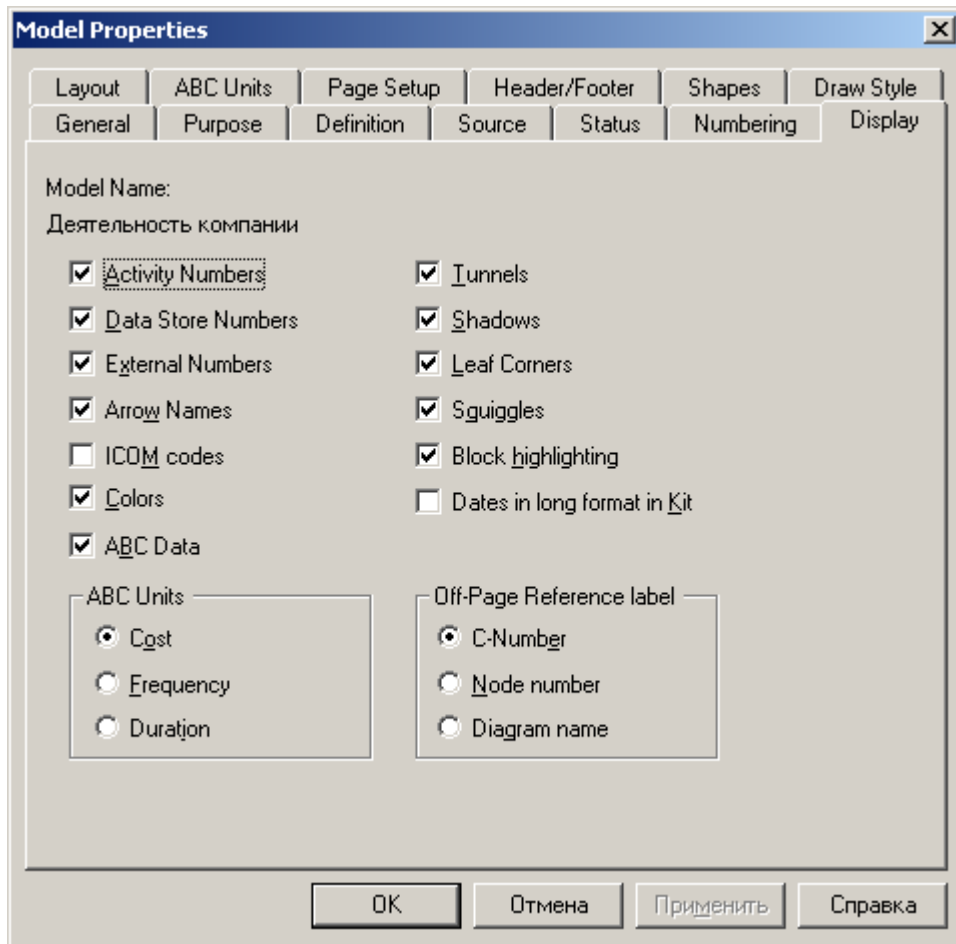 Model Properties
Layout ABC Units Page Setup Header/Footer Shapes Draw Style
General Purpose Definition Source Status Numbering Display
Model Name:
Деятельность компании
Activity Numbers Tunnels
Data Store Numbers Shadows
External Numbers Leaf Corners
Arrow Names Squiggles
ICOM codes Block highlighting
Colors Dates in long format in Kit
ABC Data
ABC Units Off-Page Reference label
Cost C-Number
Frequency Node number
Duration Diagram name
OK Отмена Применить Справка